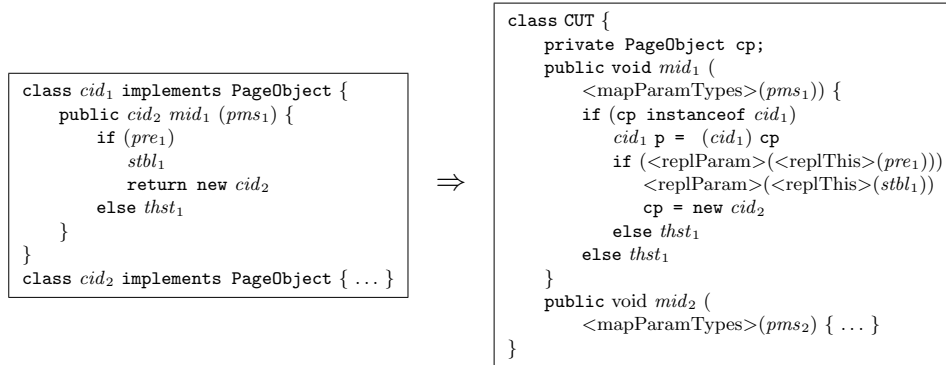 class cid₁ implements PageObject {
public cid₂ mid₁ (pms₁) {
if (pre₁)
stbl₁
return new cid₂
else thst₁
}
}
class cid₂ implements PageObject { ... }
⇒
class CUT {
private PageObject cp;
public void mid₁ (
<mapParamTypes>(pms₁)) {
if (cp instanceof cid₁)
cid₁ p = (cid₁) cp
if (<replParam>(<replThis>(pre₁)))
<replParam>(<replThis>(stbl₁))
cp = new cid₂
else thst₁
else thst₁
}
public void mid₂ (
<mapParamTypes>(pms₂) { ... }
}